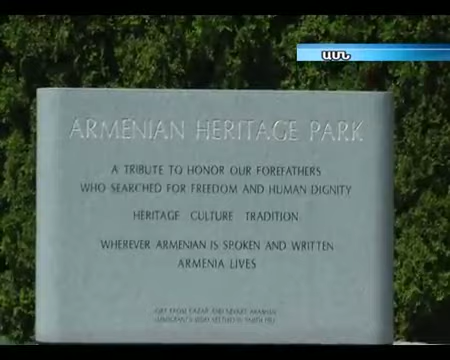 ԱՄՆ
ARMENIAN HERITAGE PARK
A TRIBUTE TO HONOR OUR FOREFATHERS
WHO SEARCHED FOR FREEDOM AND HUMAN DIGNITY
HERITAGE CULTURE TRADITION
WHEREVER ARMENIAN IS SPOKEN AND WRITTEN
ARMENIA LIVES